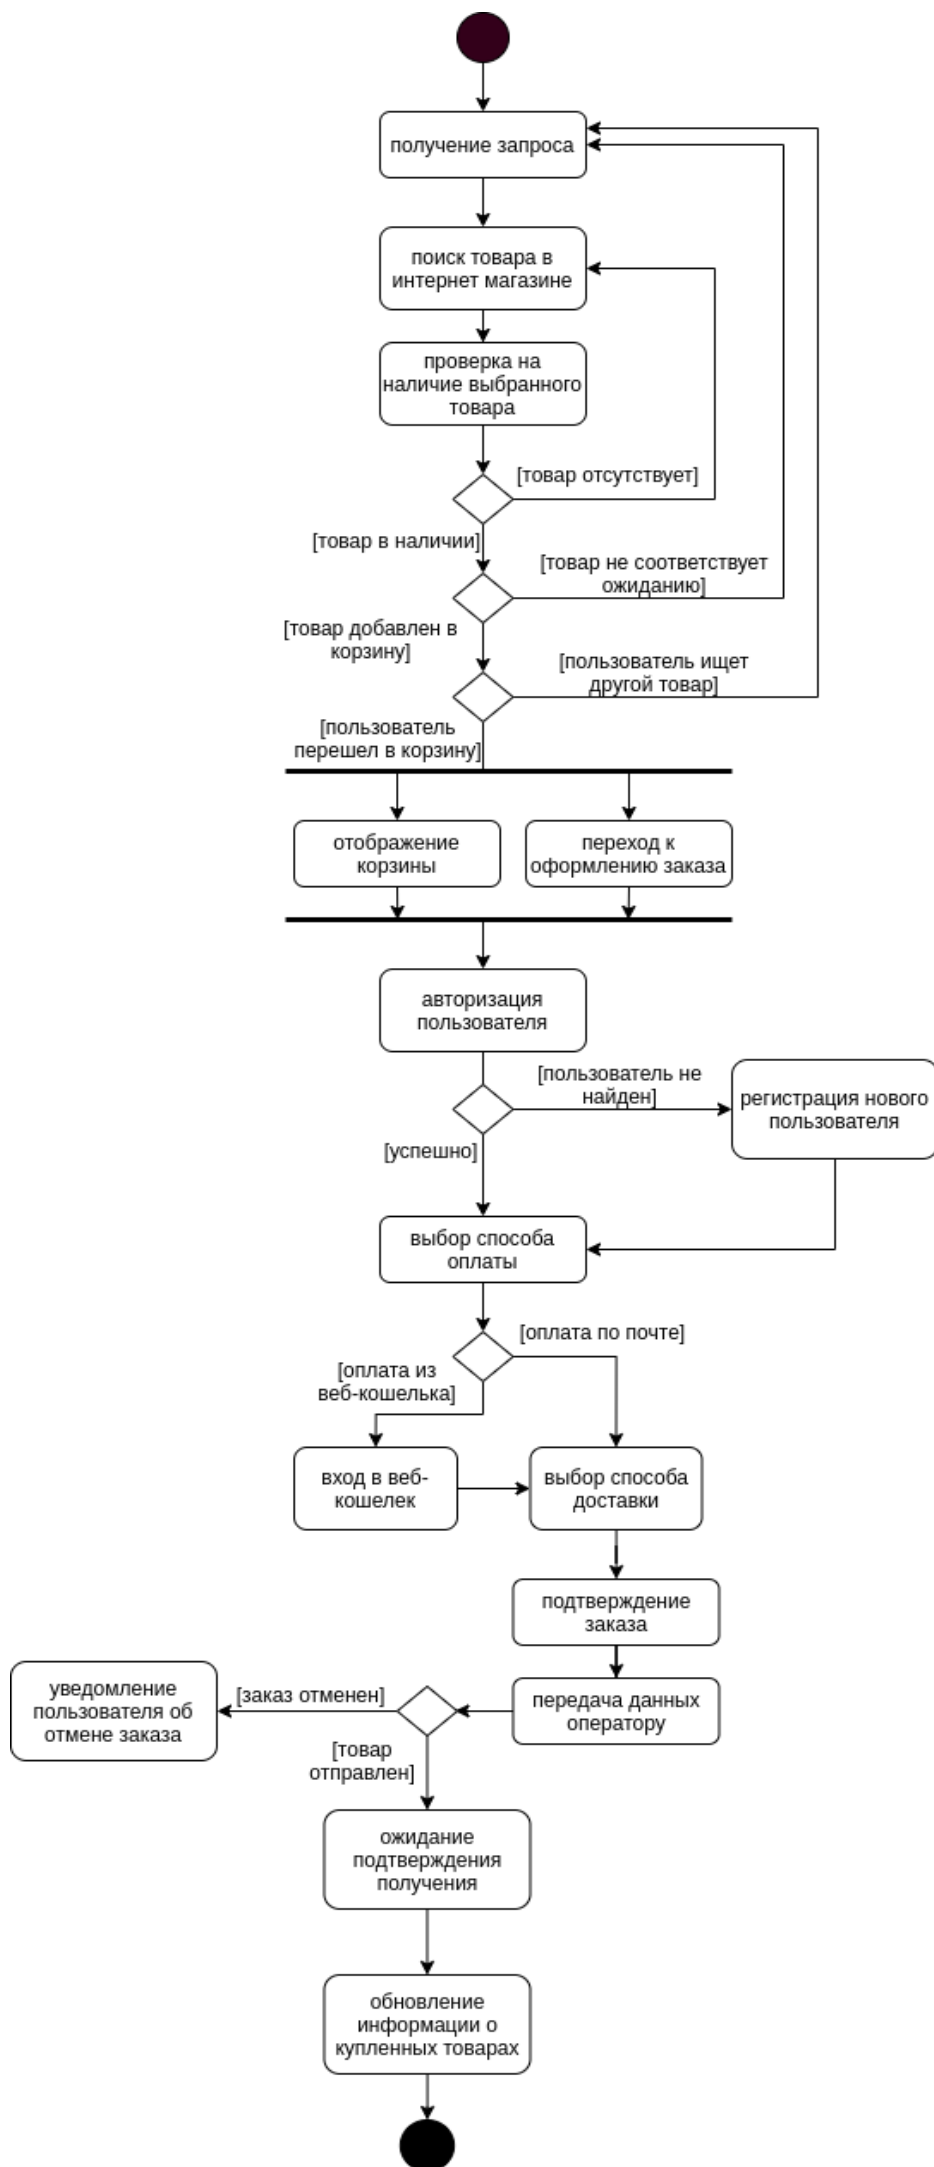 получение запроса
поиск товара в
интернет магазине
проверка на
наличие выбранного
товара
[товар отсутствует]
[товар в наличии]
[товар не соответствует
ожиданию]
[товар добавлен в
корзину]
[пользователь ищет
другой товар]
[пользователь
перешел в корзину]
отображение
корзины
переход к
оформлению заказа
авторизация
пользователя
[пользователь не
найден]
регистрация нового
пользователя
[успешно]
выбор способа
оплаты
[оплата по почте]
[оплата из
веб-кошелька]
вход в веб-
кошелек
выбор способа
доставки
подтверждение
заказа
передача данных
оператору
[заказ отменен]
уведомление
пользователя об
отмене заказа
[товар
отправлен]
ожидание
подтверждения
получения
обновление
информации о
купленных товарах